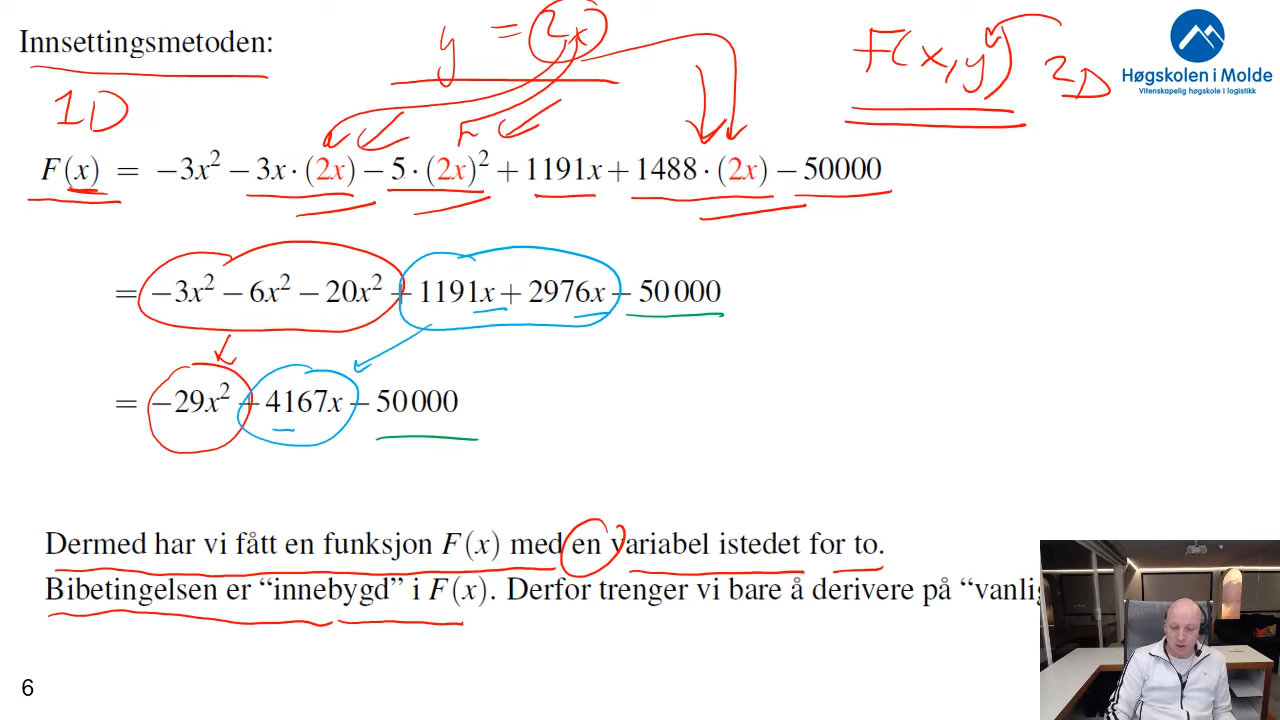 Innsettingsmetoden:
y = 2x
F(x,y) 2D
Høgskolen i Molde
Vitenskapelig høgskole i logistikk
1D
F(x) = −3x² − 3x · (2x) − 5 · (2x)² + 1191x + 1488 · (2x) − 50000
= −3x² − 6x² − 20x² + 1191x + 2976x − 50 000
= −29x² + 4167x − 50 000
Dermed har vi fått en funksjon F(x) med en variabel istedet for to.
Bibetingelsen er “innebygd” i F(x). Derfor trenger vi bare å derivere på “vanlig
6